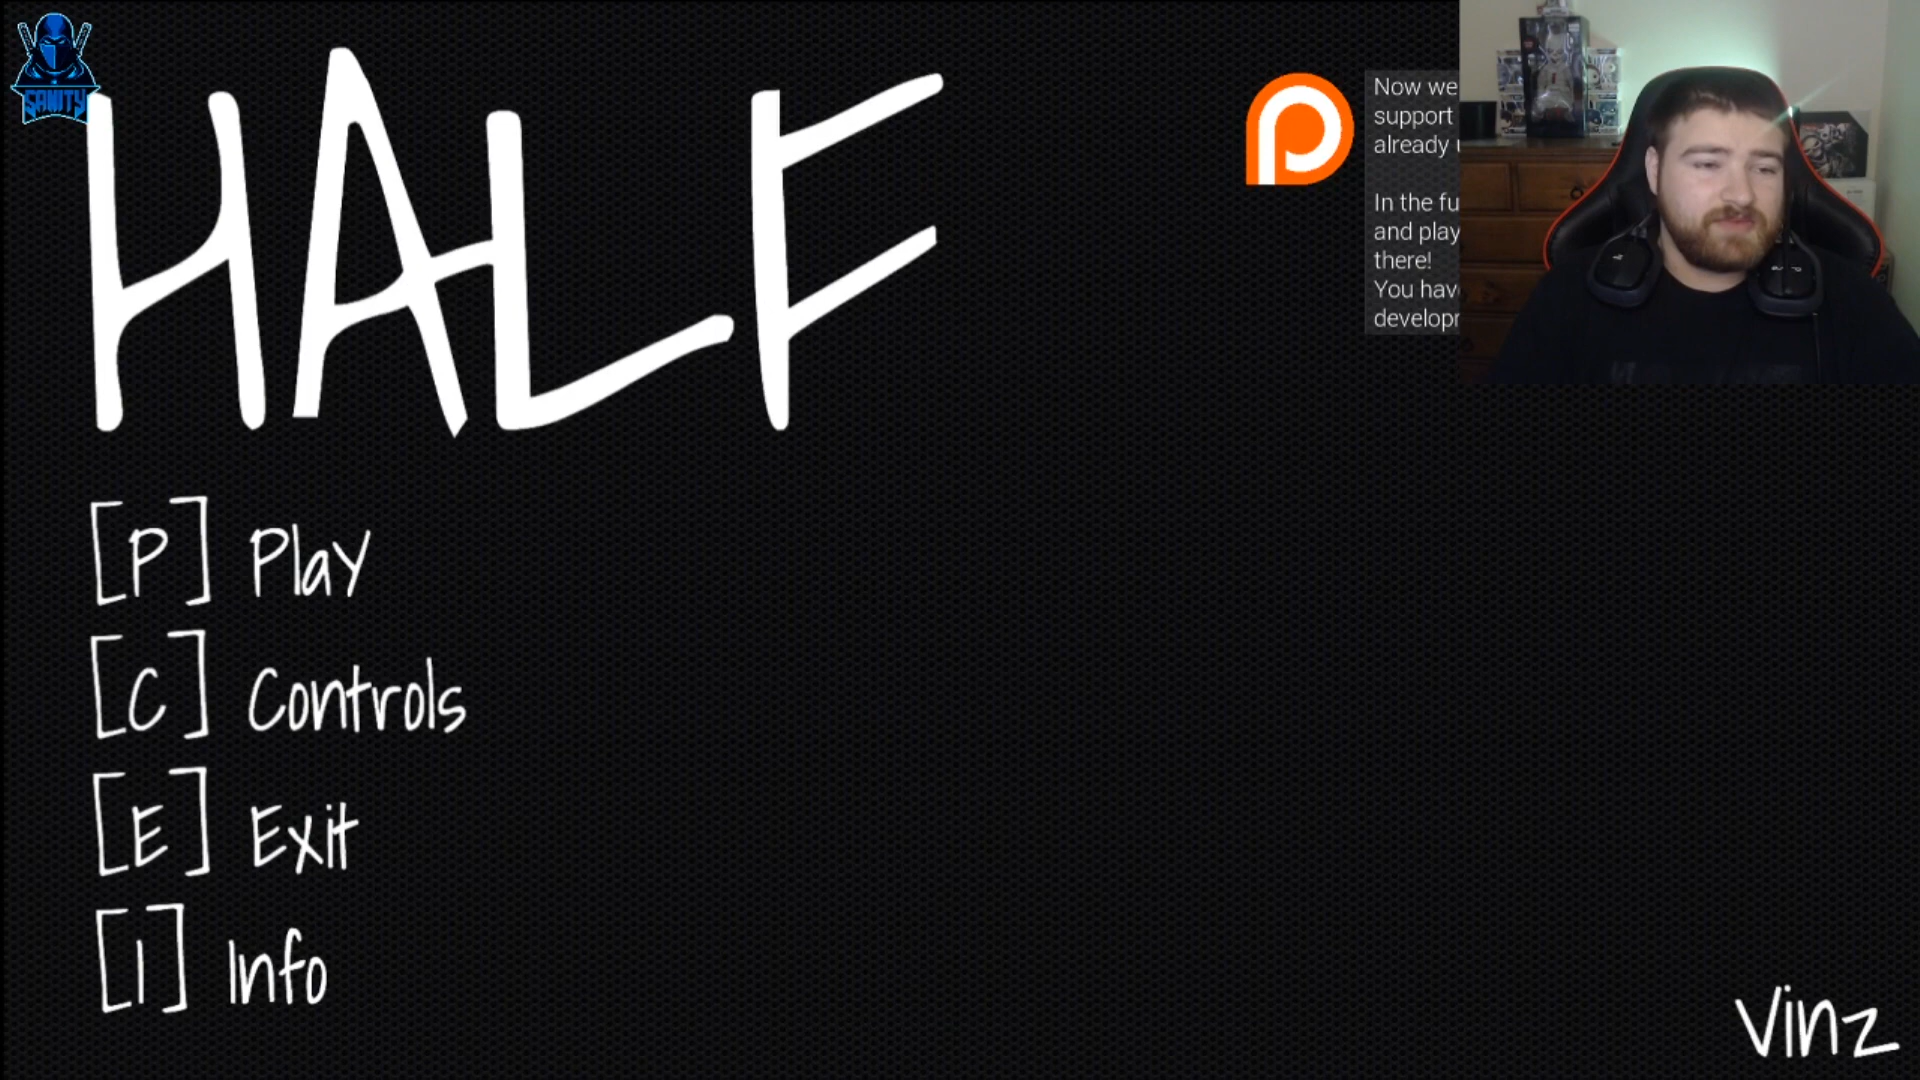 SANITY
HALF
Now we
support
already
In the fu
and play
there!
You hav
develop
[P] Play
[C] Controls
[E] Exit
[I] Info
Vinz